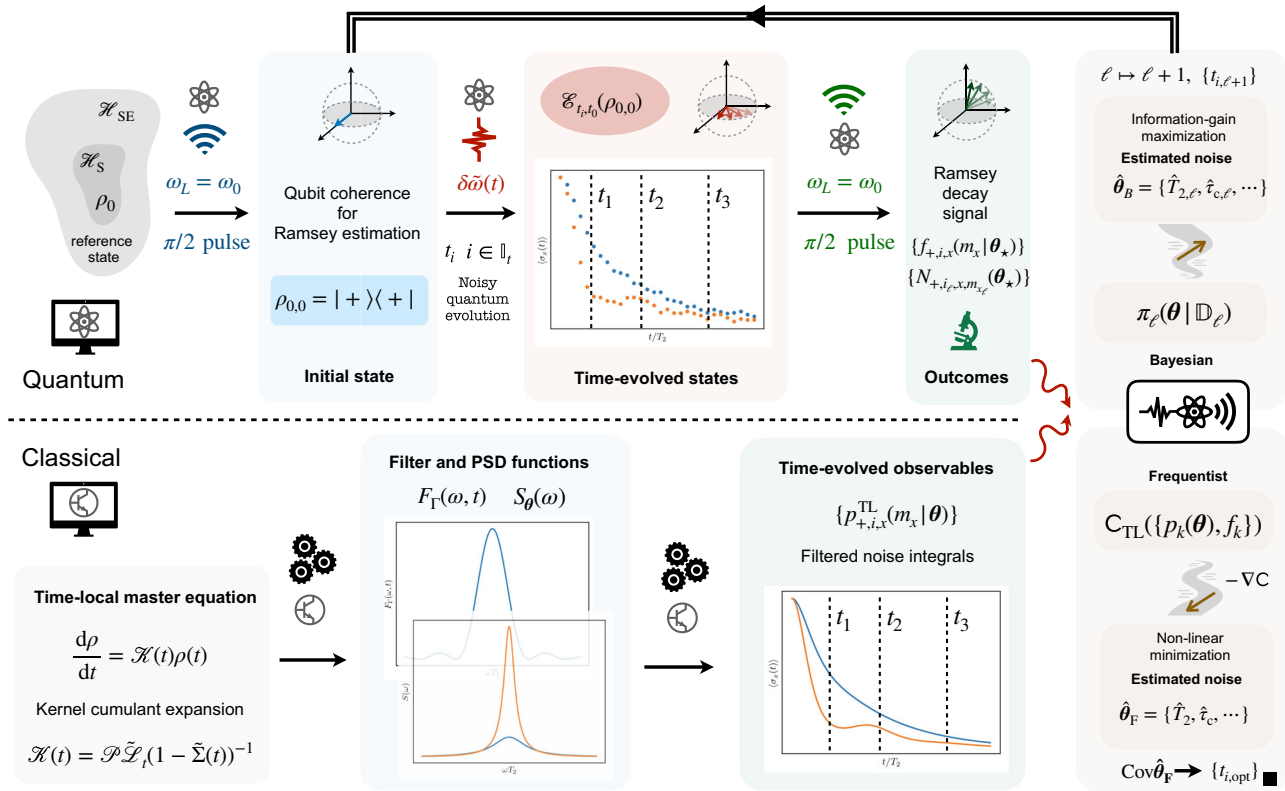 ℋ_SE
ℋ_S
ρ_0
reference
state
Quantum
ω_L = ω_0
π/2 pulse
Qubit coherence
for
Ramsey estimation
ρ_{0,0} = | + ⟩⟨ + |
Initial state
δω̃(t)
t_i i ∈ 𝕀_t
Noisy
quantum
evolution
ℰ_{t_i,t_0}(ρ_{0,0})
t_1
t_2
t_3
⟨σ_x(t)⟩
t/T_2
Time-evolved states
ω_L = ω_0
π/2 pulse
Ramsey
decay
signal
{f_{+,i,x}(m_x | θ_⋆)}
{N_{+,i_ℓ,x,m_{x_ℓ}}(θ_⋆)}
Outcomes
ℓ ↦ ℓ + 1, {t_{i,ℓ+1}}
Information-gain
maximization
Estimated noise
θ̂_B = {T̂_{2,ℓ}, τ̂_{c,ℓ}, ⋯}
π_ℓ(θ | 𝔻_ℓ)
Bayesian
Classical
Time-local master equation
dρ/dt = 𝒦(t)ρ(t)
Kernel cumulant expansion
𝒦(t) = 𝒫ℒ̃_t(1 − Σ̃(t))^{−1}
Filter and PSD functions
F_Γ(ω, t) S_θ(ω)
F_Γ(ω, t)
ωT_2
S(ω)
ωT_2
Time-evolved observables
{p^{TL}_{+,i,x}(m_x | θ)}
Filtered noise integrals
t_1
t_2
t_3
⟨σ_x(t)⟩
t/T_2
Frequentist
C_TL({p_k(θ), f_k})
−∇C
Non-linear
minimization
Estimated noise
θ̂_F = {T̂_2, τ̂_c, ⋯}
Covθ̂_F → {t_{i,opt}}